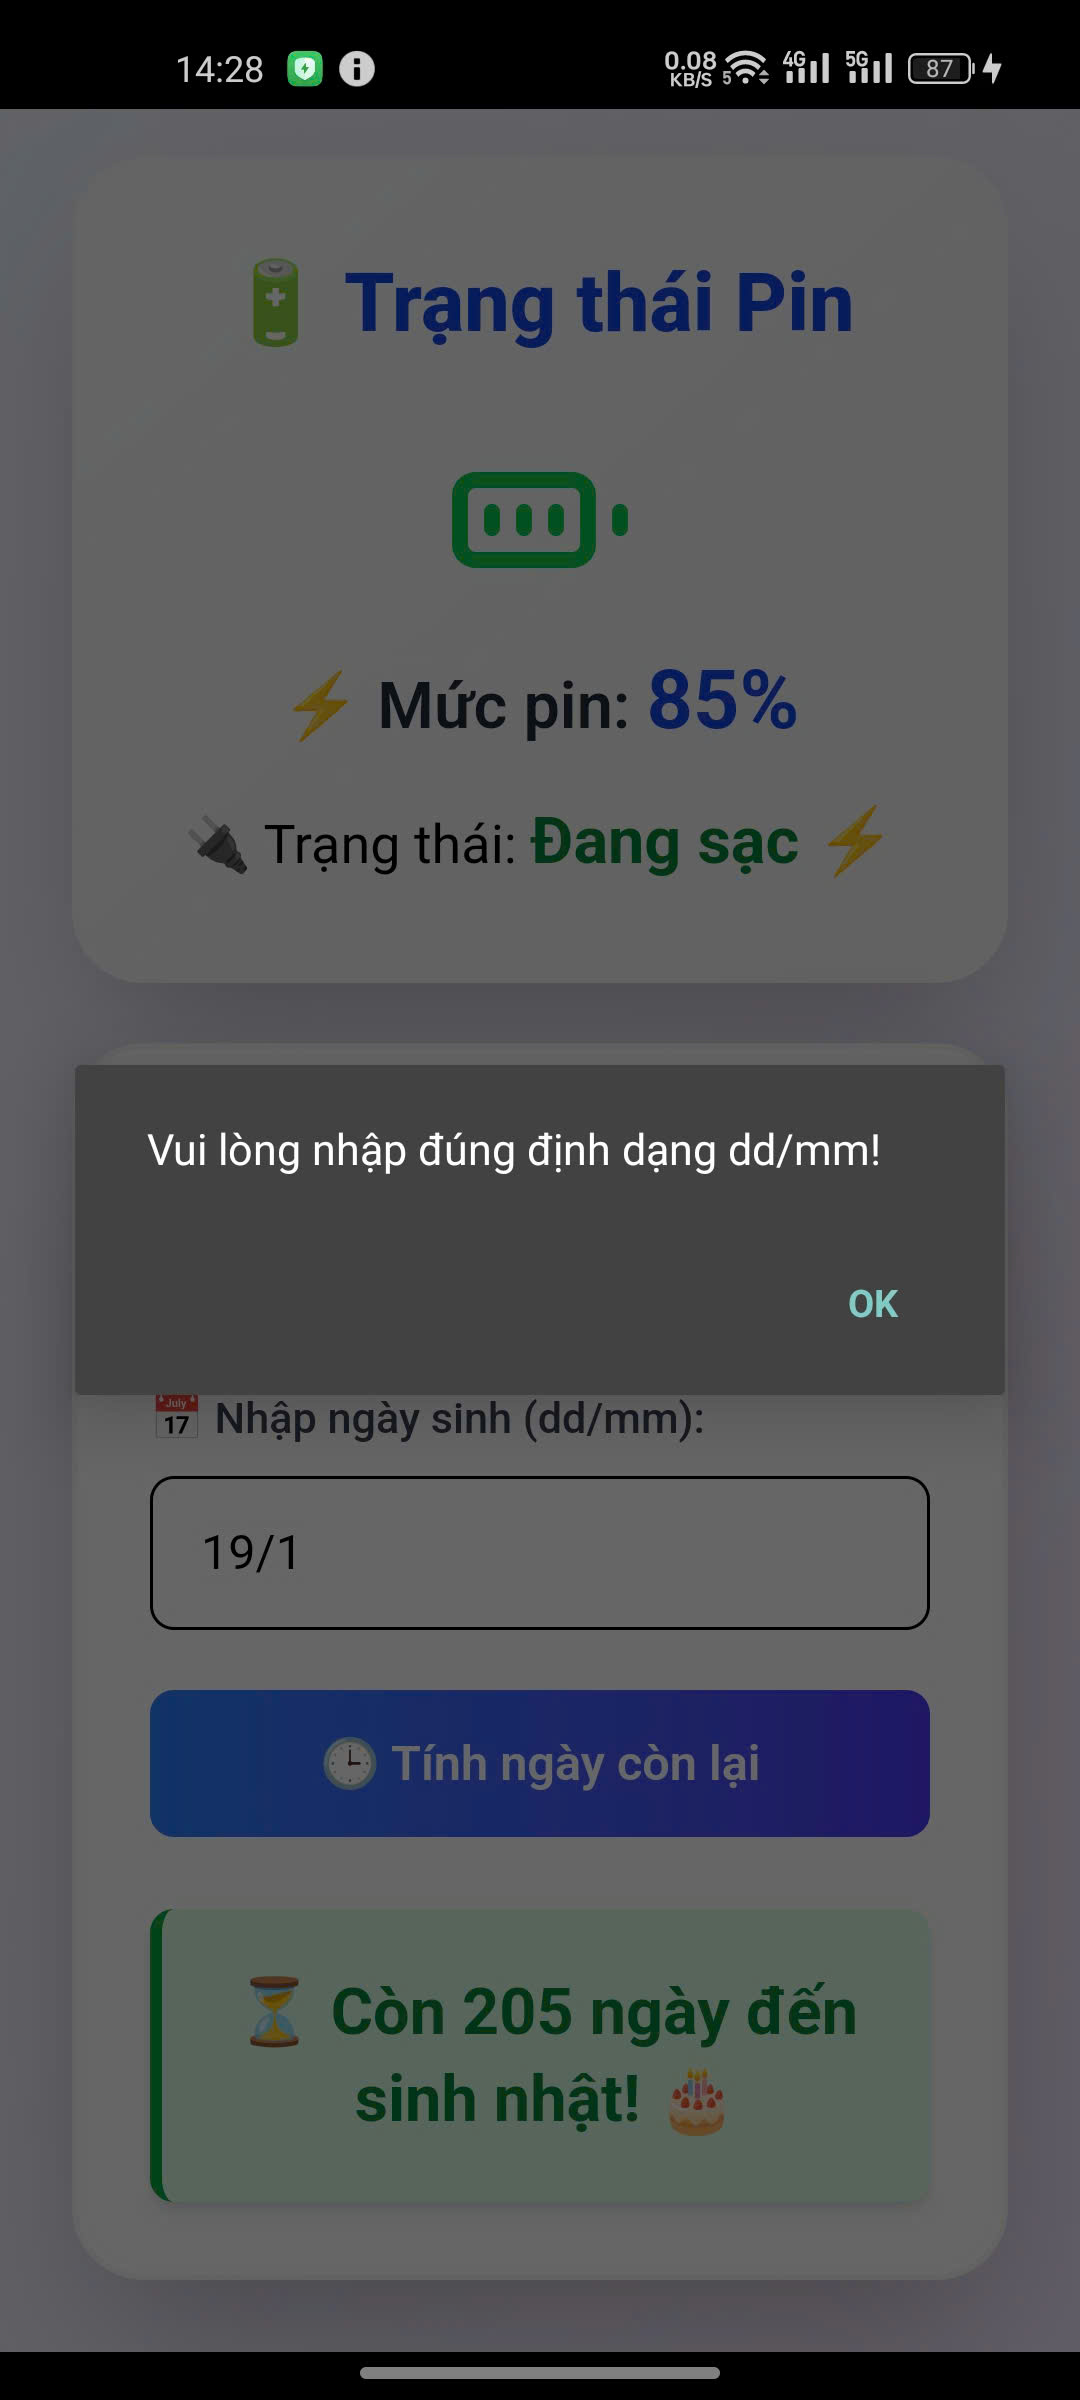 14:28
0.08 KB/S 5 4G 5G 87
Trạng thái Pin
Mức pin: 85%
Trạng thái: Đang sạc
Vui lòng nhập đúng định dạng dd/mm!
OK
July 17 Nhập ngày sinh (dd/mm):
19/1
Tính ngày còn lại
Còn 205 ngày đến
sinh nhật!